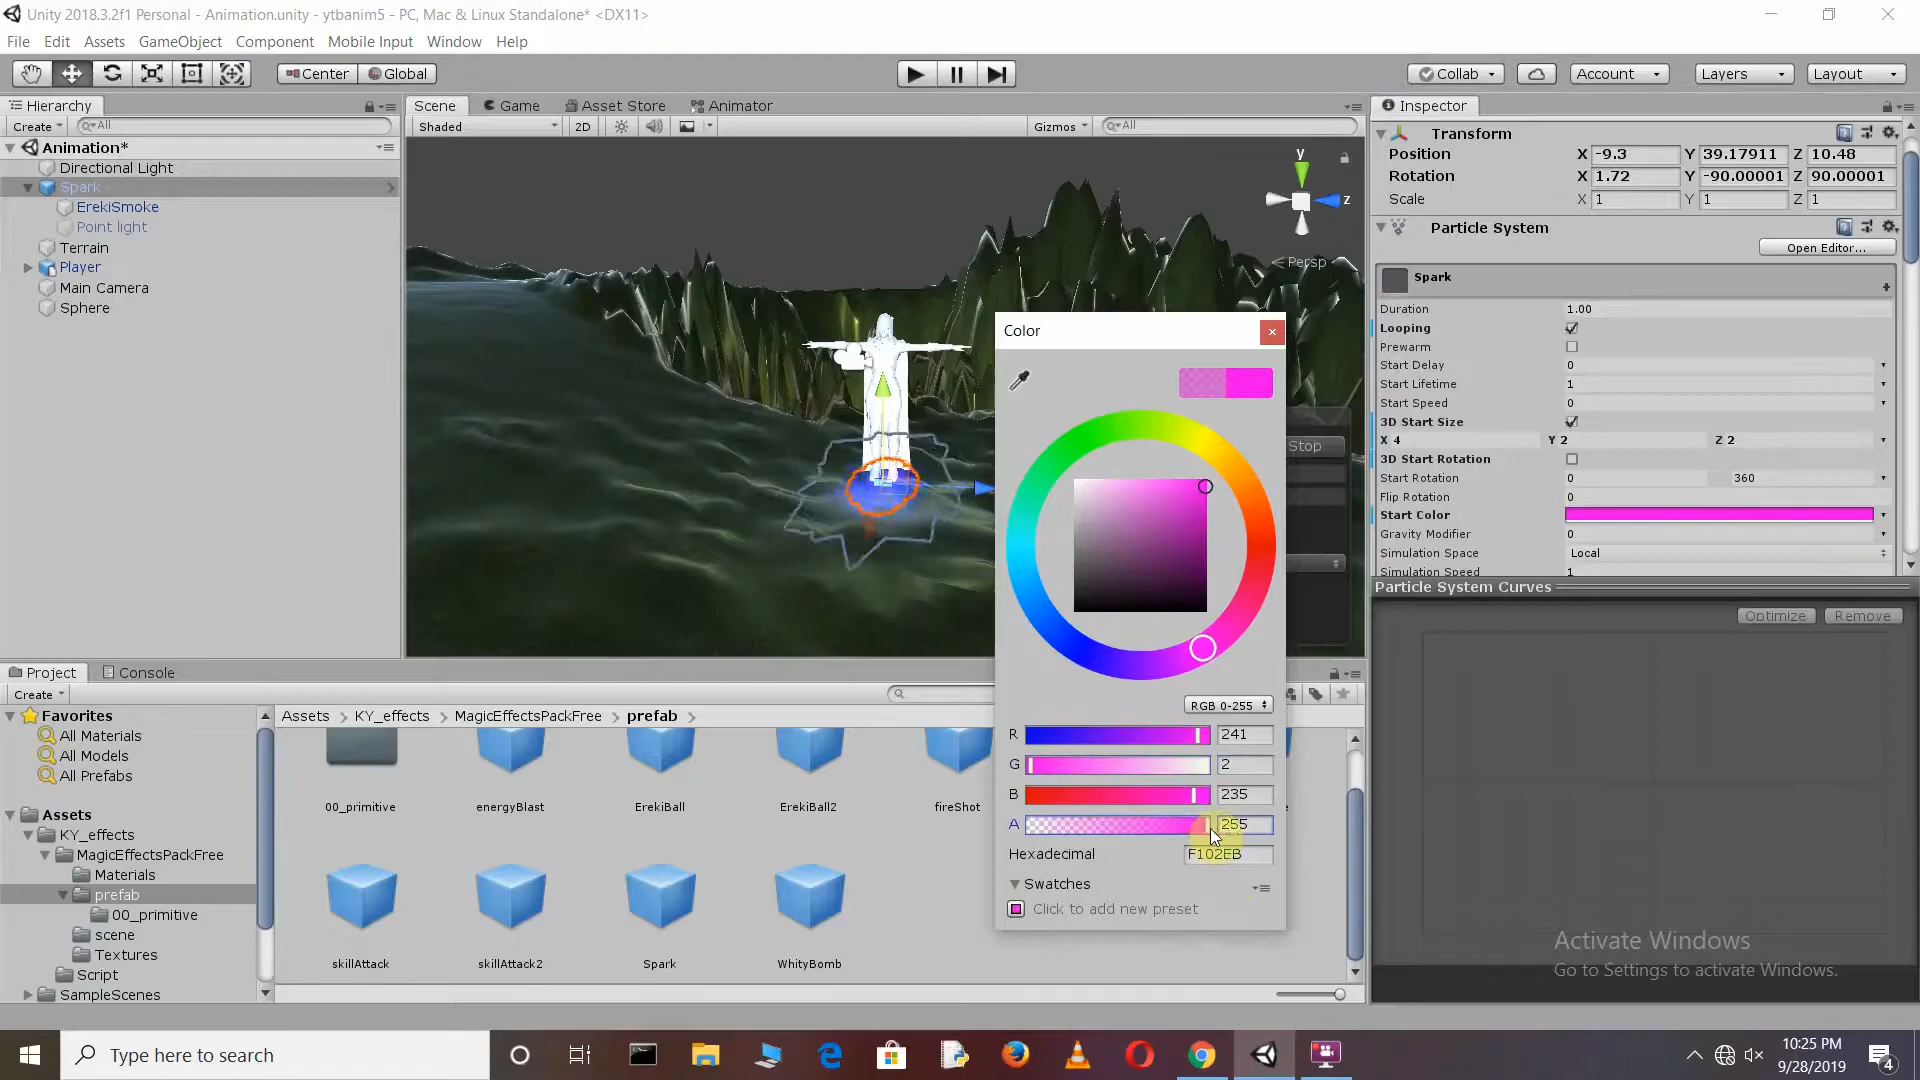 Unity 2018.3.2f1 Personal - Animation.unity - ytbanim5 - PC, Mac & Linux Standalone* <DX11>
File Edit Assets GameObject Component Mobile Input Window Help
Center Global
Collab Account Layers Layout
Hierarchy
Create All
Animation*
Directional Light
Spark
ErekiSmoke
Point light
Terrain
Player
Main Camera
Sphere
Scene Game Asset Store Animator
Shaded 2D Gizmos All
y
z
Persp
Stop
Color
RGB 0-255
R 241
G 2
B 235
A 255
Hexadecimal F102EB
Swatches
Click to add new preset
Inspector
Transform
Position X -9.3 Y 39.17911 Z 10.48
Rotation X 1.72 Y -90.00001 Z 90.00001
Scale X 1 Y 1 Z 1
Particle System
Open Editor...
Spark
Duration 1.00
Looping
Prewarm
Start Delay 0
Start Lifetime 1
Start Speed 0
3D Start Size
X 4 Y 2 Z 2
3D Start Rotation
Start Rotation 0 360
Flip Rotation 0
Start Color
Gravity Modifier 0
Simulation Space Local
Simulation Speed 1
Particle System Curves
Optimize Remove
Project Console
Create
Favorites
All Materials
All Models
All Prefabs
Assets
KY_effects
MagicEffectsPackFree
Materials
prefab
00_primitive
scene
Textures
Script
SampleScenes
Assets KY_effects MagicEffectsPackFree prefab
00_primitive energyBlast ErekiBall ErekiBall2 fireShot
skillAttack skillAttack2 Spark WhityBomb
Activate Windows
Go to Settings to activate Windows.
Type here to search
10:25 PM
9/28/2019
4